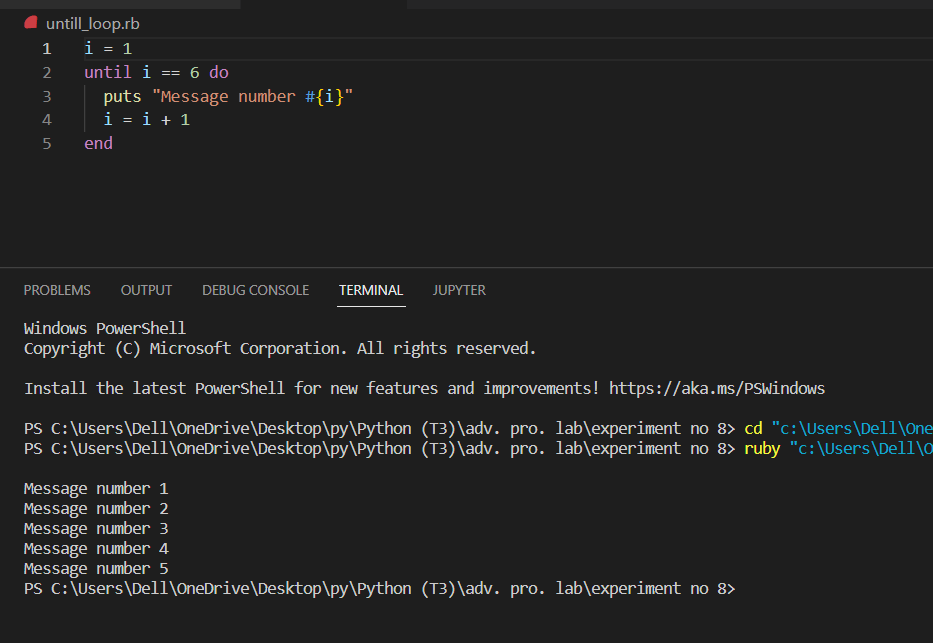 untill_loop.rb
1 i = 1
2 until i == 6 do
3   puts "Message number #{i}"
4   i = i + 1
5 end
PROBLEMS OUTPUT DEBUG CONSOLE TERMINAL JUPYTER
Windows PowerShell
Copyright (C) Microsoft Corporation. All rights reserved.
Install the latest PowerShell for new features and improvements! https://aka.ms/PSWindows
PS C:\Users\Dell\OneDrive\Desktop\py\Python (T3)\adv. pro. lab\experiment no 8> cd "c:\Users\Dell\One
PS C:\Users\Dell\OneDrive\Desktop\py\Python (T3)\adv. pro. lab\experiment no 8> ruby "c:\Users\Dell\O
Message number 1
Message number 2
Message number 3
Message number 4
Message number 5
PS C:\Users\Dell\OneDrive\Desktop\py\Python (T3)\adv. pro. lab\experiment no 8>